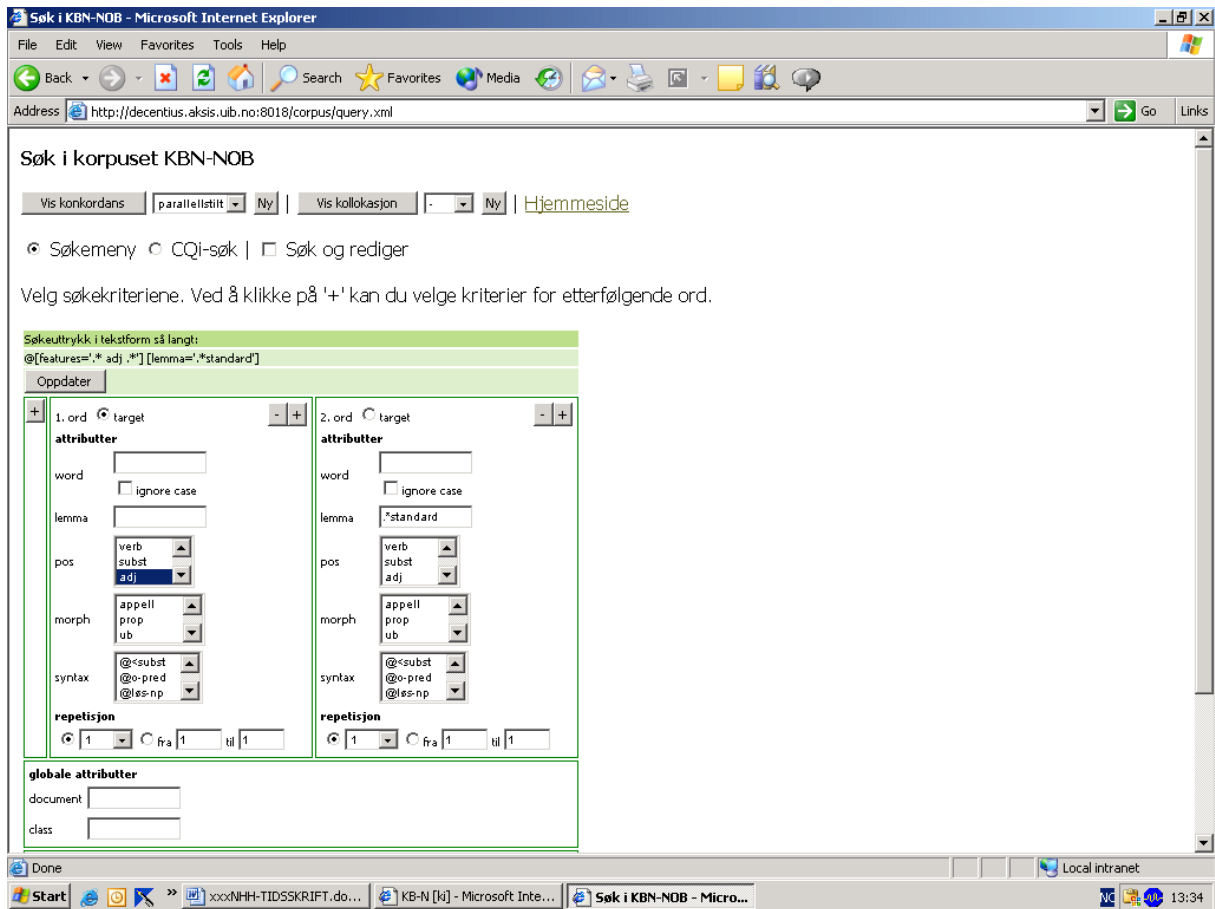 Søk i KBN-NOB - Microsoft Internet Explorer
File Edit View Favorites Tools Help
Back Search Favorites Media
Address http://decentius.aksis.uib.no:8018/corpus/query.xml Go Links
Søk i korpuset KBN-NOB
Vis konkordans parallellstilt Ny | Vis kollokasjon - Ny | Hjemmeside
Søkemeny CQi-søk | Søk og rediger
Velg søkekriteriene. Ved å klikke på '+' kan du velge kriterier for etterfølgende ord.
Søkeuttrykk i tekstform så langt:
@[features='.* adj .*'] [lemma='.*standard']
Oppdater
+
1. ord target - +
attributter
word
ignore case
lemma
pos
verb
subst
adj
morph
appell
prop
ub
syntax
@<subst
@o-pred
@løs-np
repetisjon
1 fra 1 til 1
2. ord target - +
attributter
word
ignore case
lemma .*standard
pos
verb
subst
adj
morph
appell
prop
ub
syntax
@<subst
@o-pred
@løs-np
repetisjon
1 fra 1 til 1
globale attributter
document
class
Done Local intranet
Start » xxxNHH-TIDSSKRIFT.do... KB-N [ki] - Microsoft Inte... Søk i KBN-NOB - Micro... NO 13:34